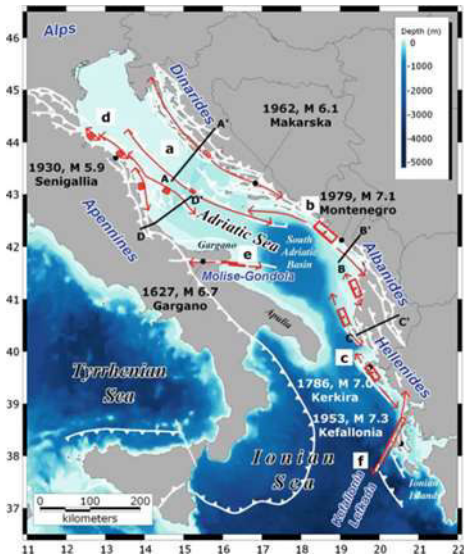 Alps
Depth (m)
0
-1000
-2000
-3000
-4000
-5000
46
45
44
43
42
41
40
39
38
37
Dinarides
1962, M 6.1
Makarska
d
a
A'
1930, M 5.9
Senigallia
A
D'
b
1979, M 7.1
Montenegro
Apennines
D
Adriatic Sea
B'
B
Gargano
South
Adriatic
Basin
e
Albanides
Molise-Gondola
1627, M 6.7
Gargano
Apulia
C'
C
c
Hellenides
Tyrrhenian
Sea
1786, M 7.0
Kerkira
1953, M 7.3
Kefallonia
Ionian
Sea
f
Kefallonia
Lefkada
Ionian
Island
0 100 200
kilometers
11 12 13 14 15 16 17 18 19 20 21 22